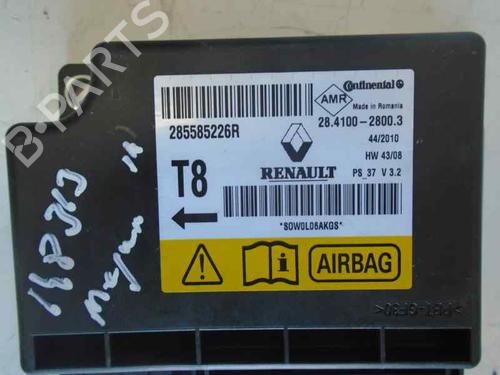 B-PARTS
Continental
AMR
Made in Romania
285585226R
28.4100-2800.3
44/2010
HW 43/08
PS_37 V 3.2
T8
RENAULT
*SOWOLD6AKGS*
i
AIRBAG